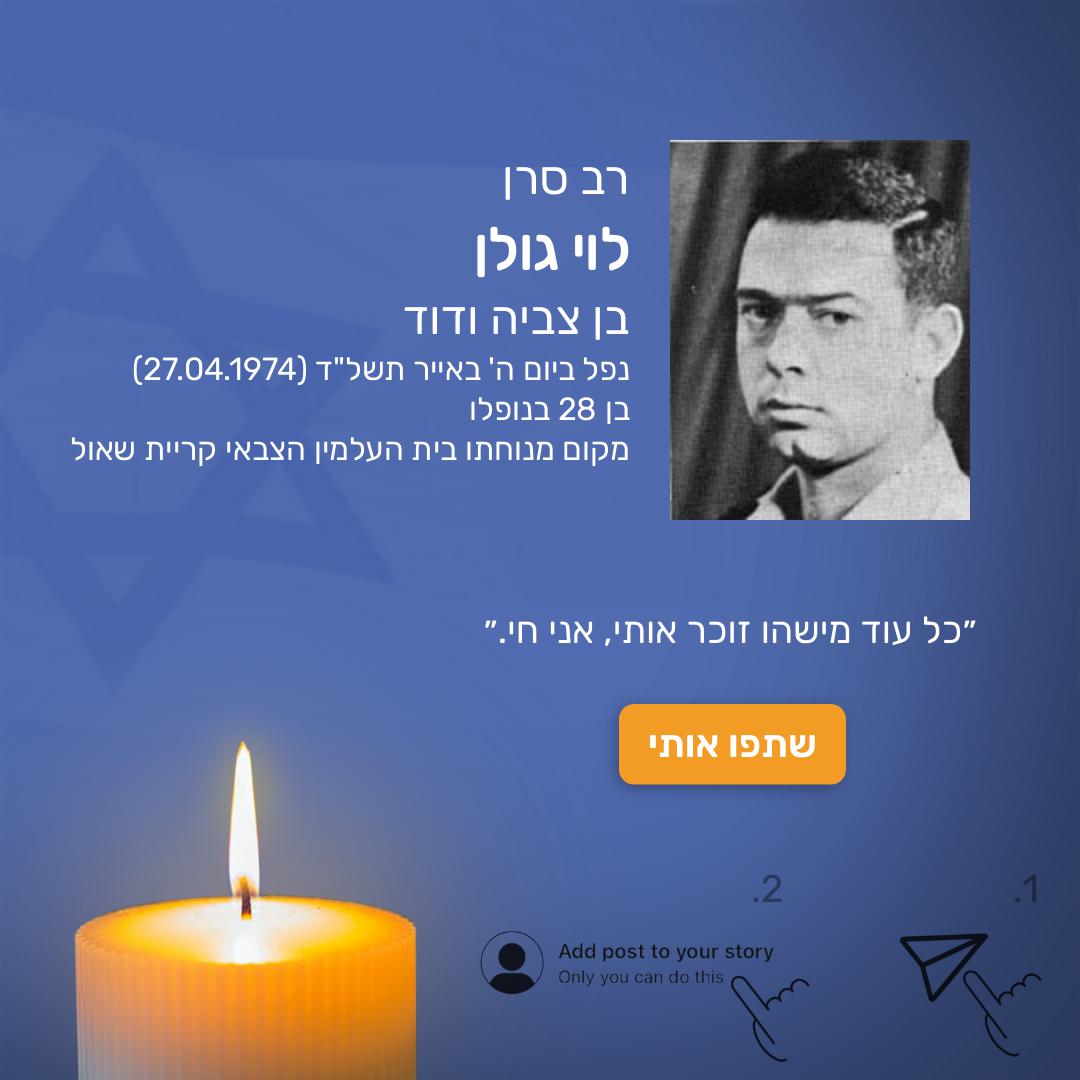 רב סרן
לוי גולן
בן צביה ודוד
נפל ביום ה' באייר תשל"ד (27.04.1974)
בן 28 בנופלו
מקום מנוחתו בית העלמין הצבאי קריית שאול
״כל עוד מישהו זוכר אותי, אני חי.״
שתפו אותי
1.
2.
Add post to your story
Only you can do this